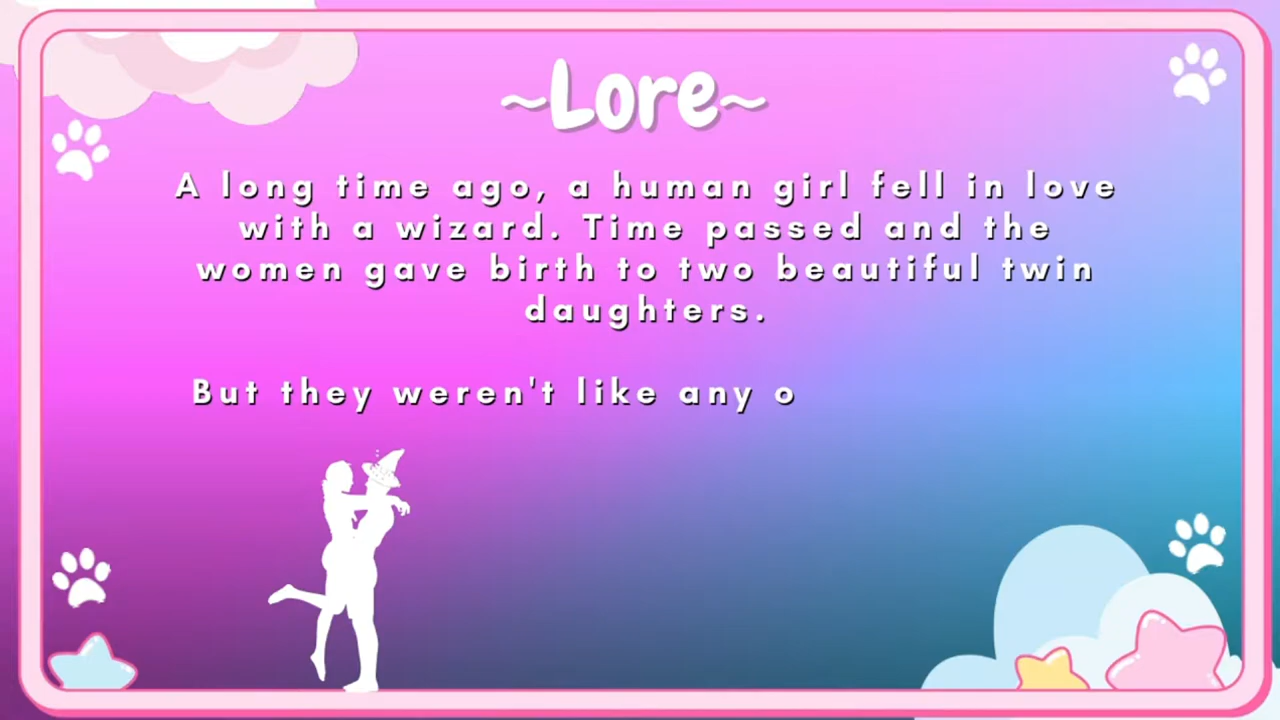 ~Lore~
A long time ago, a human girl fell in love
with a wizard. Time passed and the
women gave birth to two beautiful twin
daughters.
But they weren't like any o